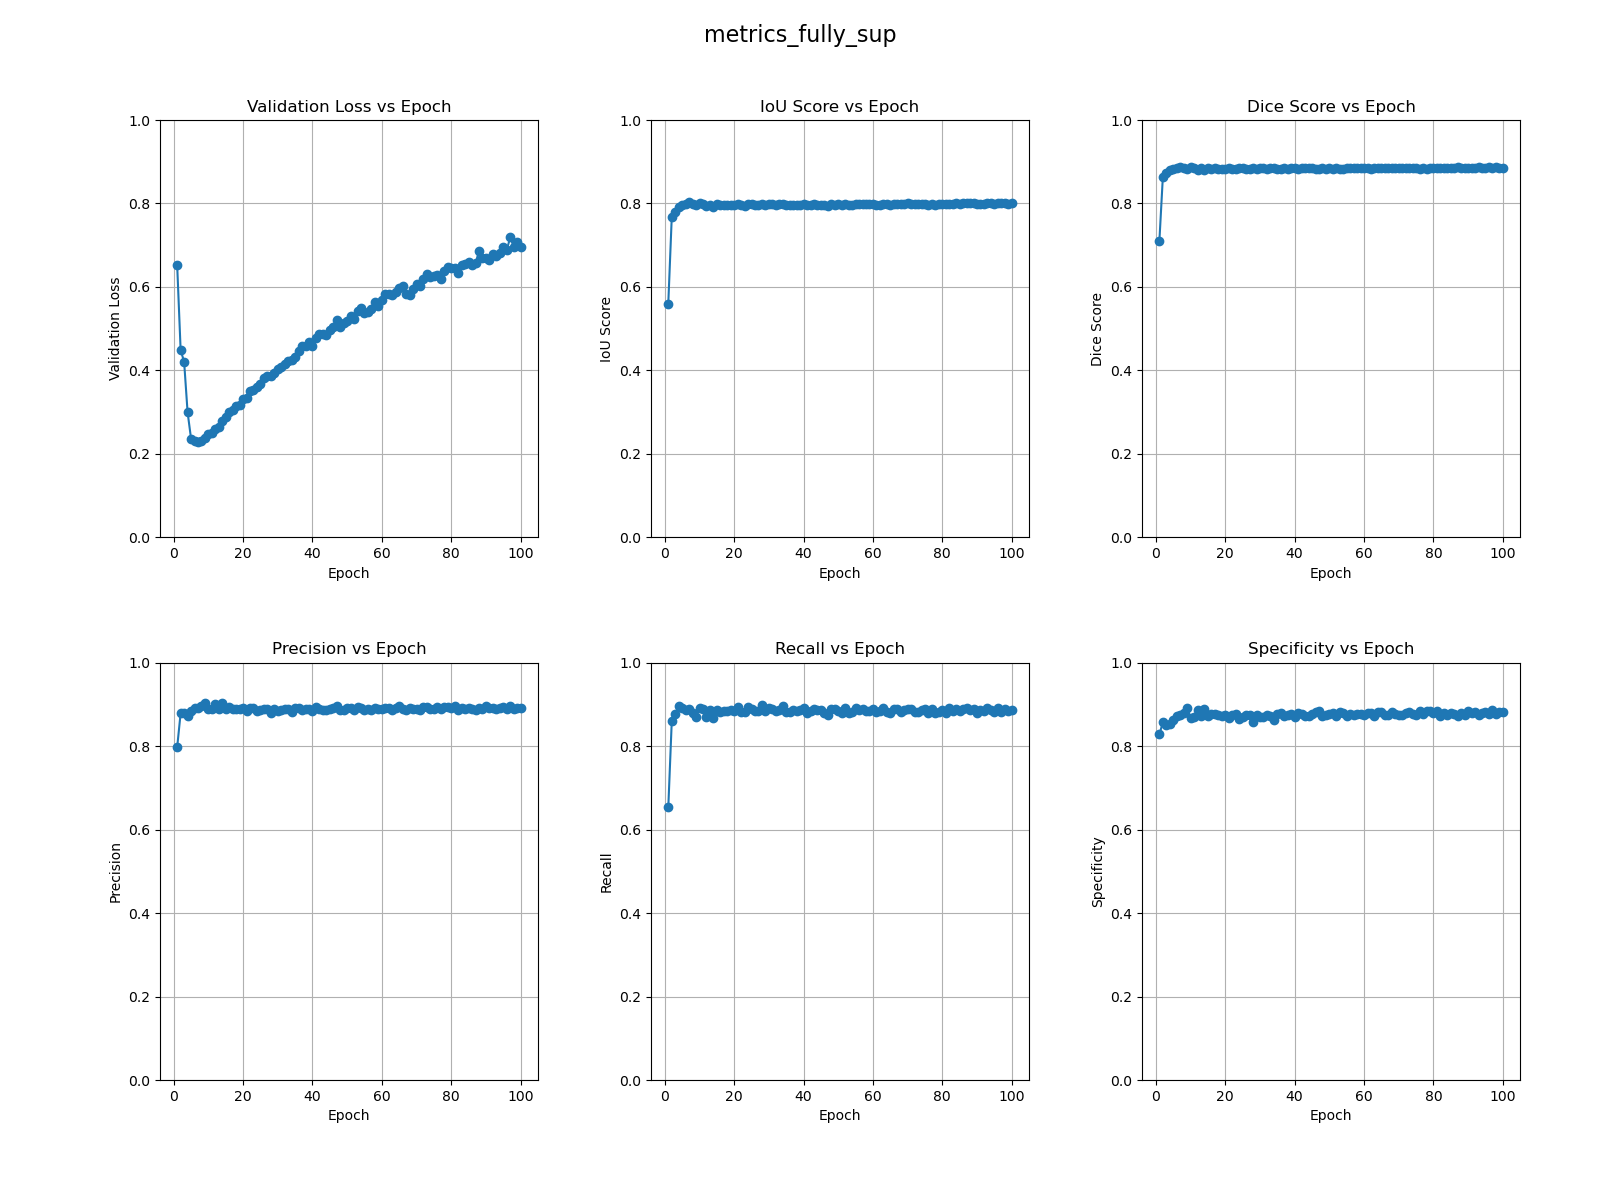 metrics_fully_sup
Validation Loss vs Epoch
1.0
0.8
0.6
0.4
0.2
0.0
Validation Loss
0 20 40 60 80 100
Epoch
IoU Score vs Epoch
1.0
0.8
0.6
0.4
0.2
0.0
IoU Score
0 20 40 60 80 100
Epoch
Dice Score vs Epoch
1.0
0.8
0.6
0.4
0.2
0.0
Dice Score
0 20 40 60 80 100
Epoch
Precision vs Epoch
1.0
0.8
0.6
0.4
0.2
0.0
Precision
0 20 40 60 80 100
Epoch
Recall vs Epoch
1.0
0.8
0.6
0.4
0.2
0.0
Recall
0 20 40 60 80 100
Epoch
Specificity vs Epoch
1.0
0.8
0.6
0.4
0.2
0.0
Specificity
0 20 40 60 80 100
Epoch